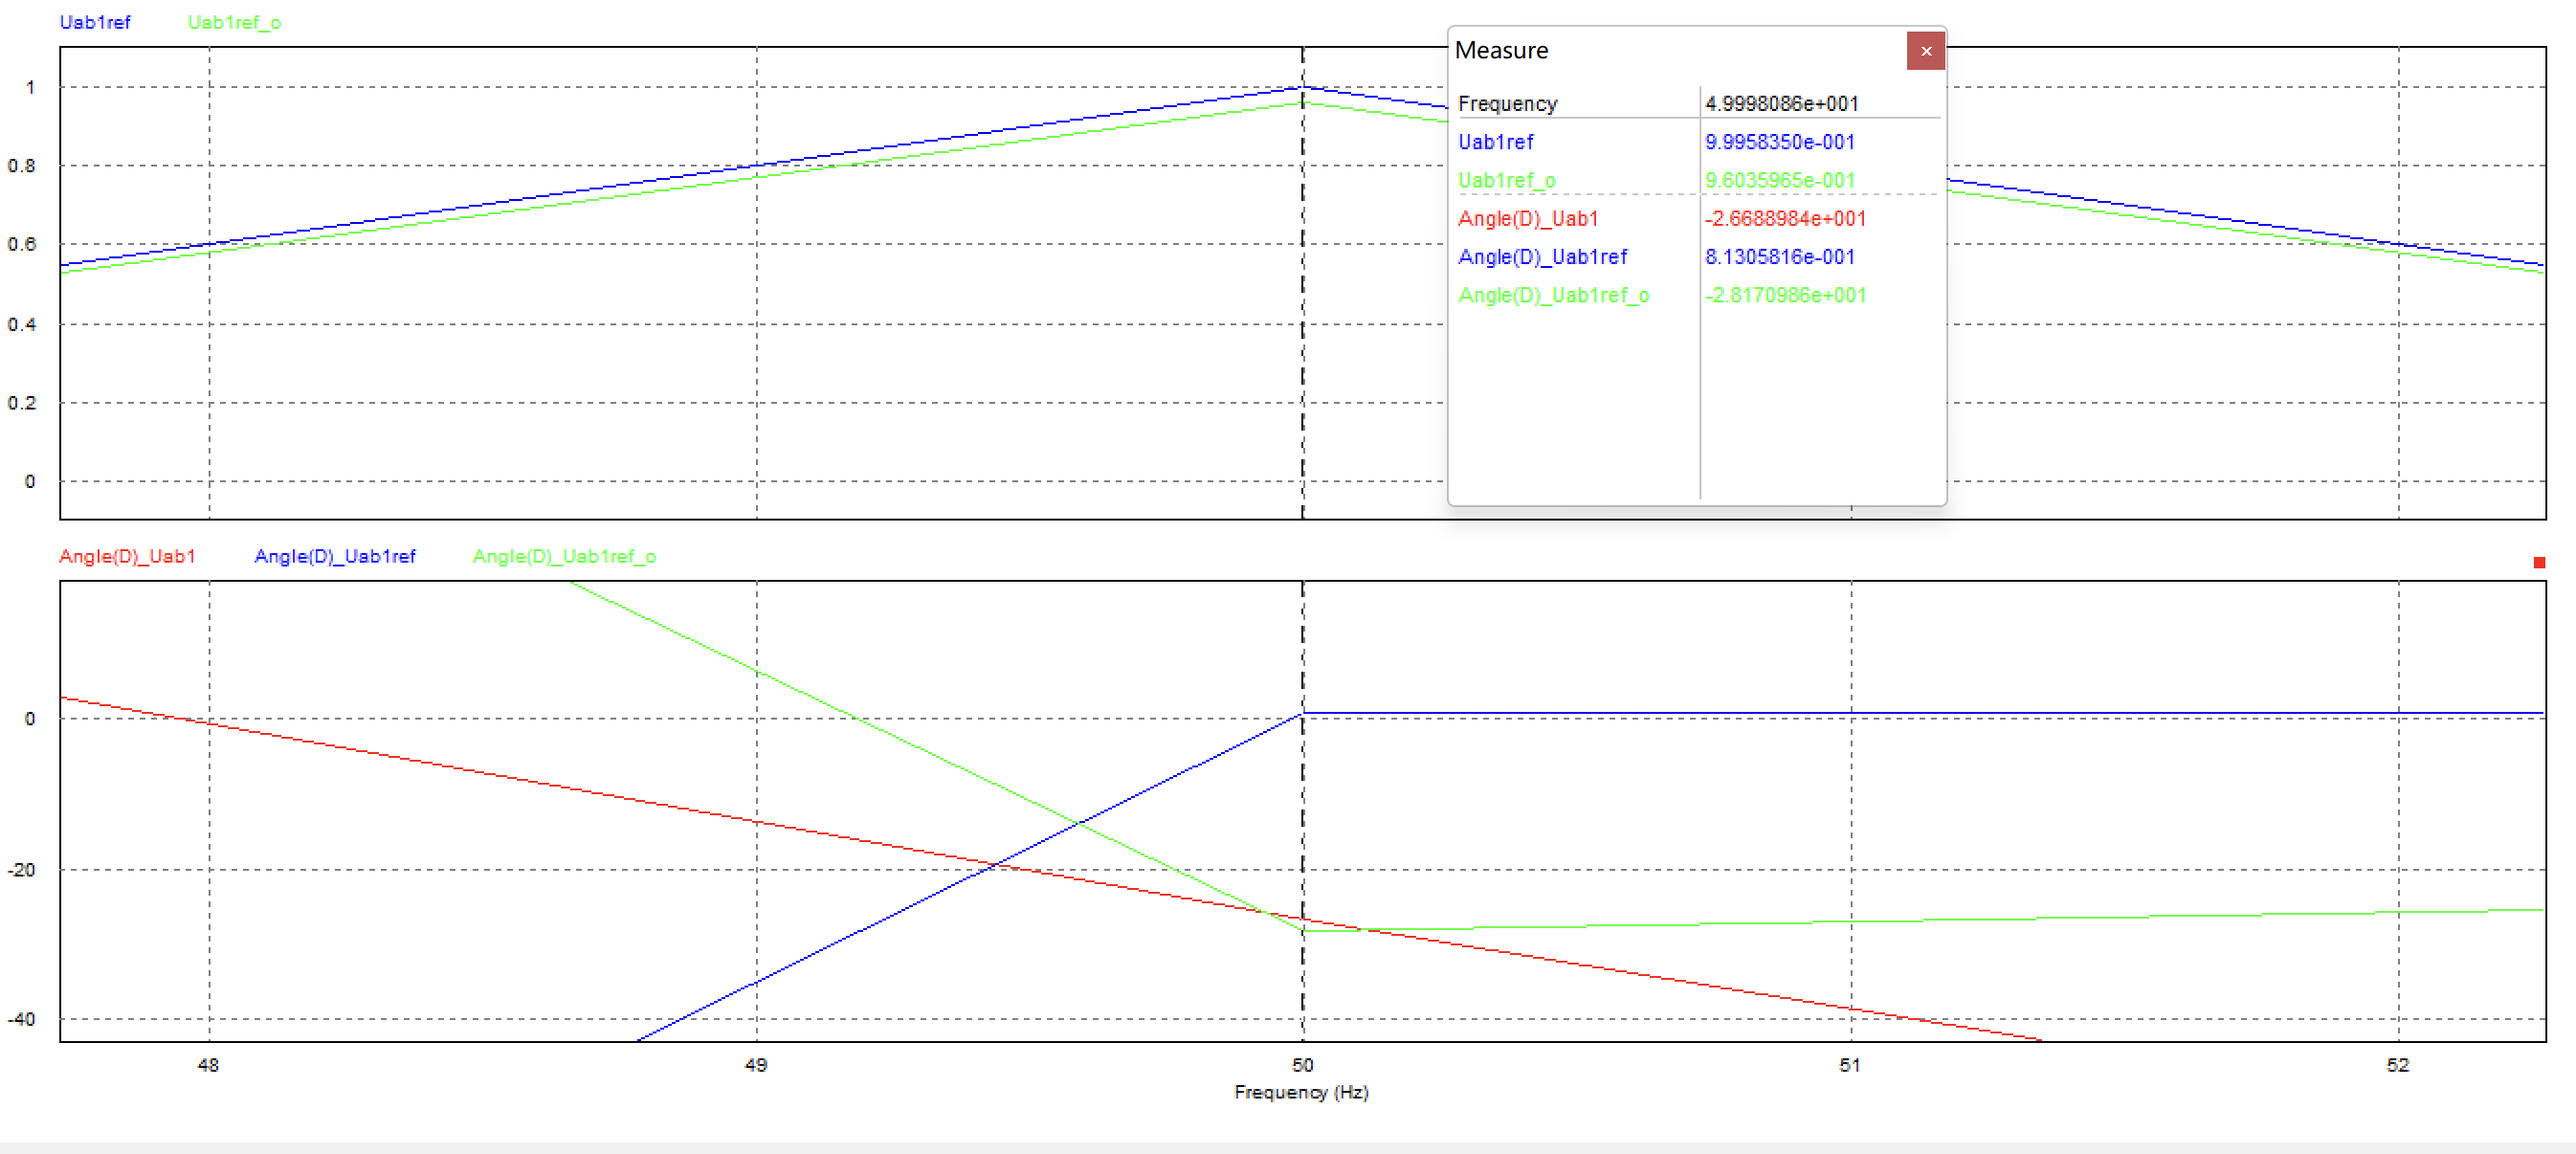 Uab1ref Uab1ref_o
1
0.8
0.6
0.4
0.2
0
Measure
×
Frequency 4.9998086e+001
Uab1ref 9.9958350e-001
Uab1ref_o 9.6035965e-001
Angle(D)_Uab1 -2.6688984e+001
Angle(D)_Uab1ref 8.1305816e-001
Angle(D)_Uab1ref_o -2.8170986e+001
Angle(D)_Uab1 Angle(D)_Uab1ref Angle(D)_Uab1ref_o
0
-20
-40
48 49 50 51 52
Frequency (Hz)